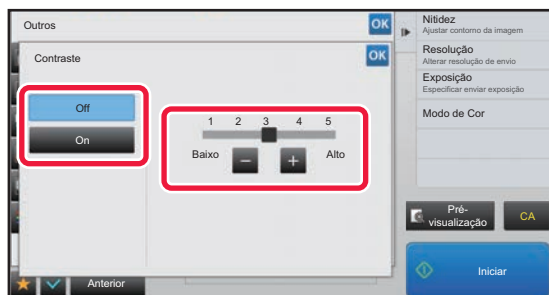 Outros
OK
Contraste
OK
Off
On
1 2 3 4 5
Baixo
Alto
Anterior
Nitidez
Ajustar contorno da imagem
Resolução
Alterar resolução de envio
Exposição
Especificar enviar exposição
Modo de Cor
Pré-
visualização
CA
Iniciar